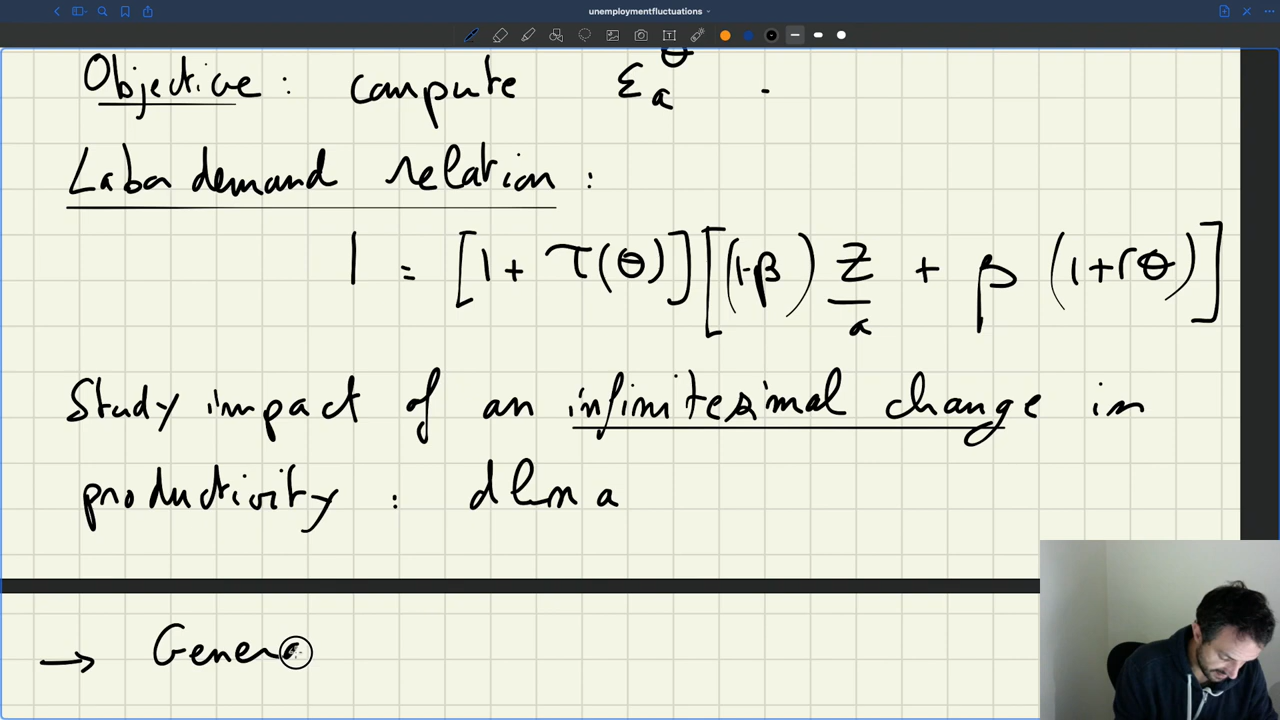 unemploymentfluctuations
Objective : compute ε_a^θ .
Labor demand relation :
1 = [1 + τ(θ)] [(1-β) z/a + β (1+rθ)]
Study impact of an infinitesimal change in
productivity : d ln a
→ Genera